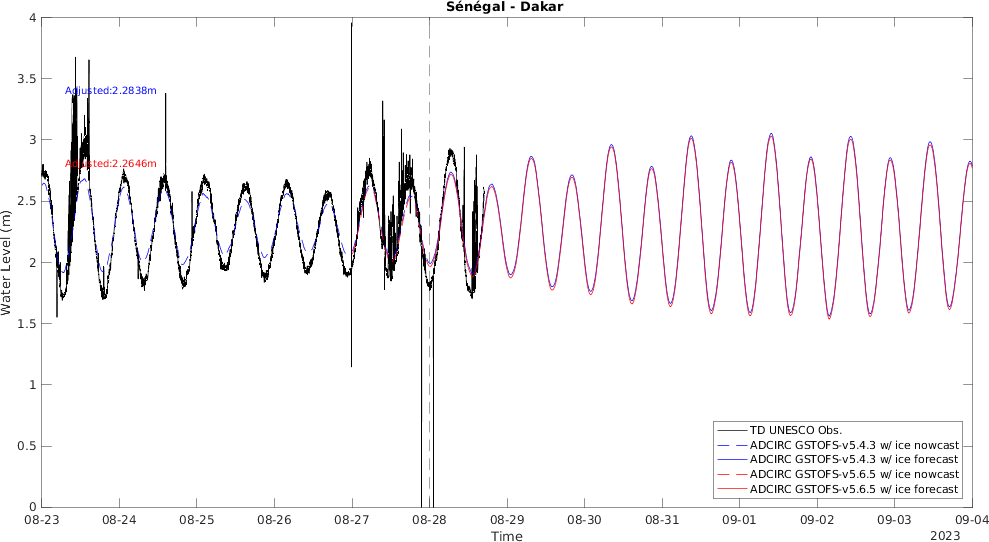 Sénégal - Dakar
4
3.5
3
2.5
2
1.5
1
0.5
0
Water Level (m)
Adjusted:2.2838m
Adjusted:2.2646m
TD UNESCO Obs.
ADCIRC GSTOFS-v5.4.3 w/ ice nowcast
ADCIRC GSTOFS-v5.4.3 w/ ice forecast
ADCIRC GSTOFS-v5.6.5 w/ ice nowcast
ADCIRC GSTOFS-v5.6.5 w/ ice forecast
08-23 08-24 08-25 08-26 08-27 08-28 08-29 08-30 08-31 09-01 09-02 09-03 09-04
Time
2023